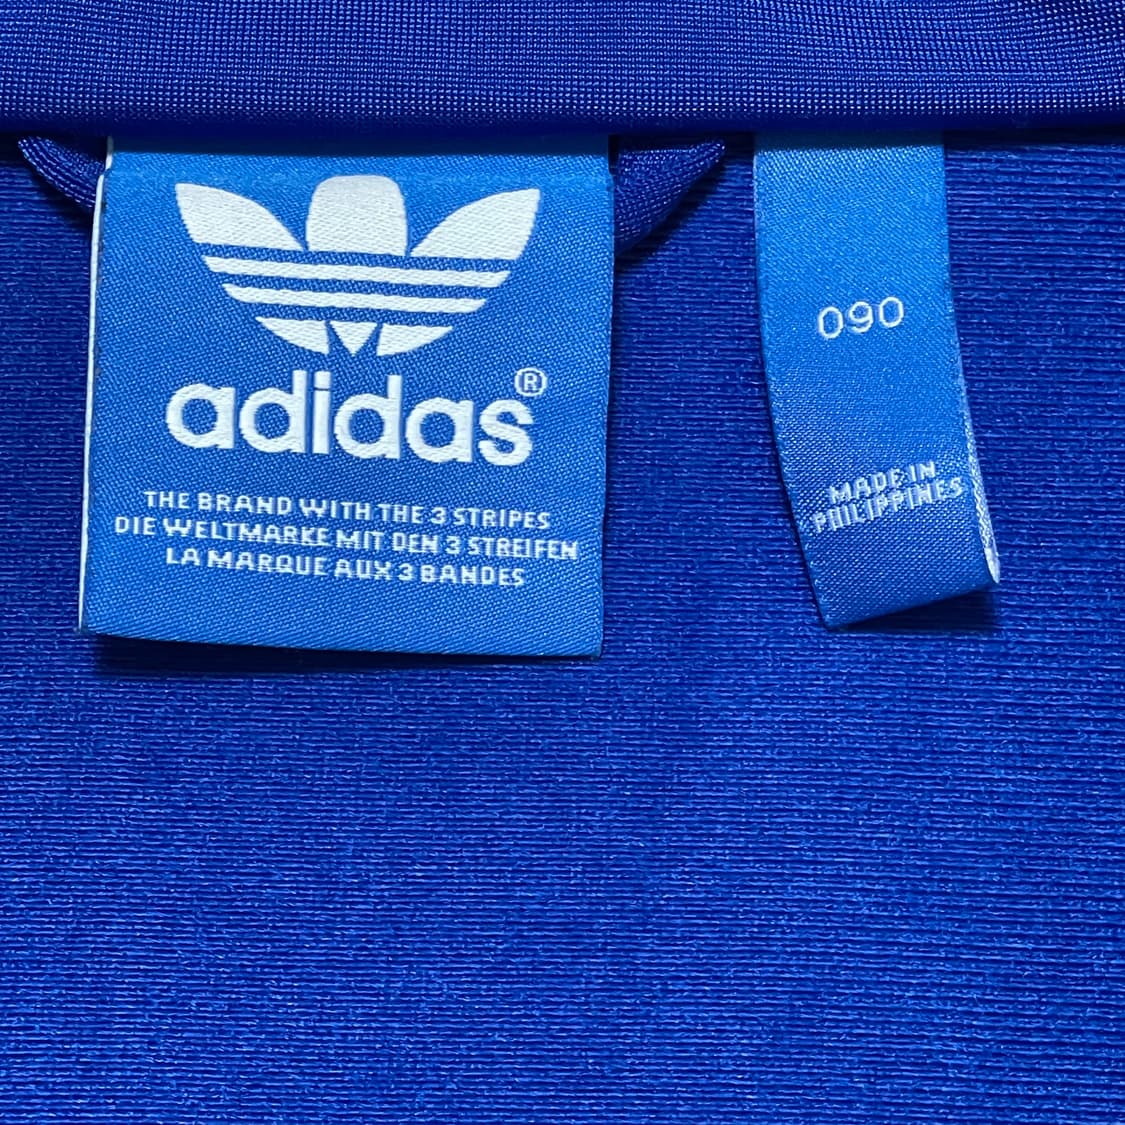 adidas®
THE BRAND WITH THE 3 STRIPES
DIE WELTMARKE MIT DEN 3 STREIFEN
LA MARQUE AUX 3 BANDES
090
MADE IN
PHILIPPINES